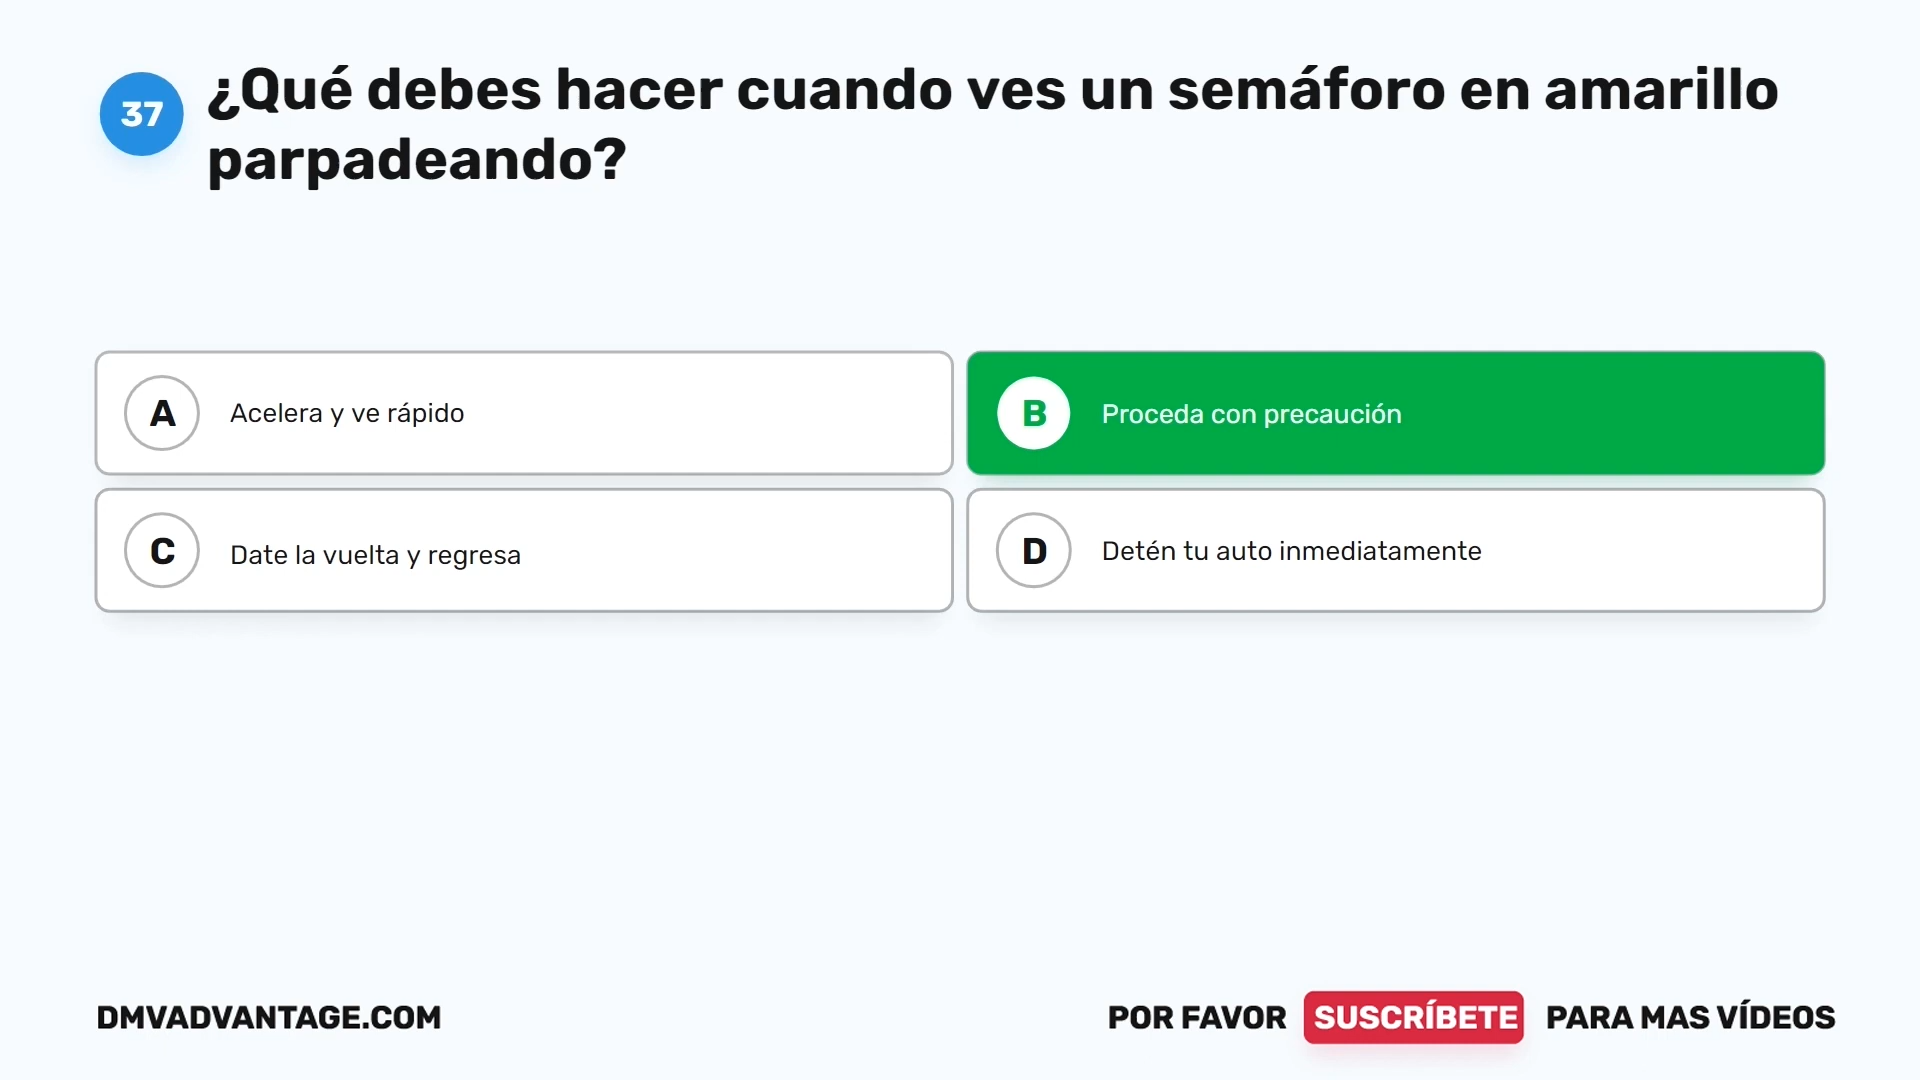 37
¿Qué debes hacer cuando ves un semáforo en amarillo
parpadeando?
A Acelera y ve rápido
B Proceda con precaución
C Date la vuelta y regresa
D Detén tu auto inmediatamente
DMVADVANTAGE.COM
POR FAVOR SUSCRÍBETE PARA MAS VÍDEOS